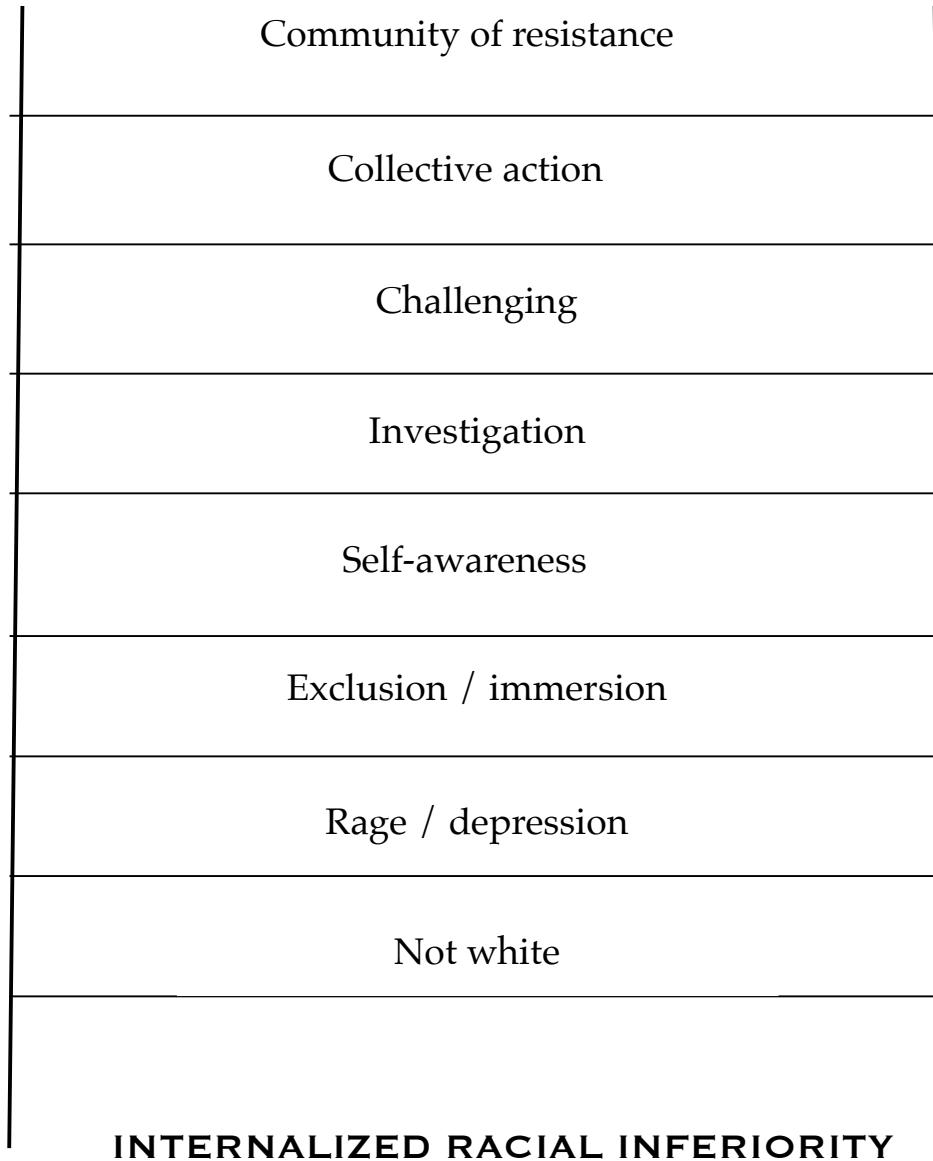 Community of resistance
Collective action
Challenging
Investigation
Self-awareness
Exclusion / immersion
Rage / depression
Not white
INTERNALIZED RACIAL INFERIORITY